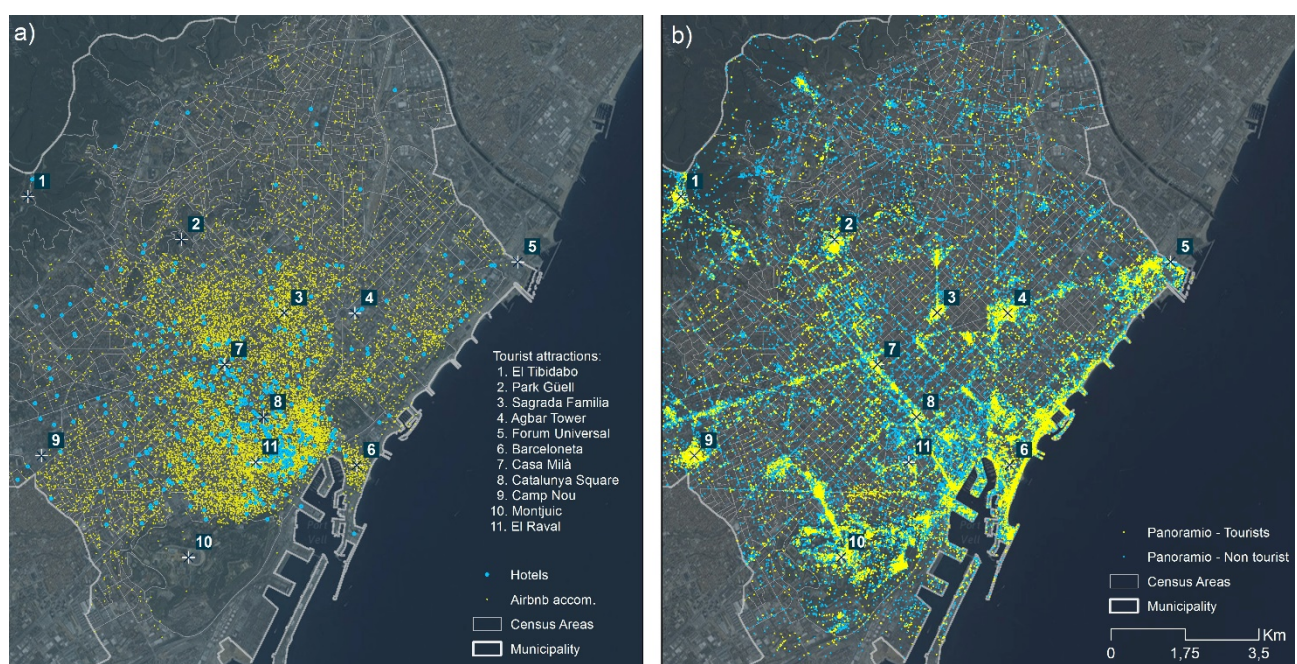 a)
1
2
3
4
5
6
7
8
9
10
11
Tourist attractions:
1. El Tibidabo
2. Park Güell
3. Sagrada Familia
4. Agbar Tower
5. Forum Universal
6. Barceloneta
7. Casa Milà
8. Catalunya Square
9. Camp Nou
10. Montjuic
11. El Raval
Hotels
Airbnb accom.
Census Areas
Municipality
b)
1
2
3
4
5
6
7
8
9
10
11
Panoramio - Tourists
Panoramio - Non tourist
Census Areas
Municipality
Km
0 1,75 3,5